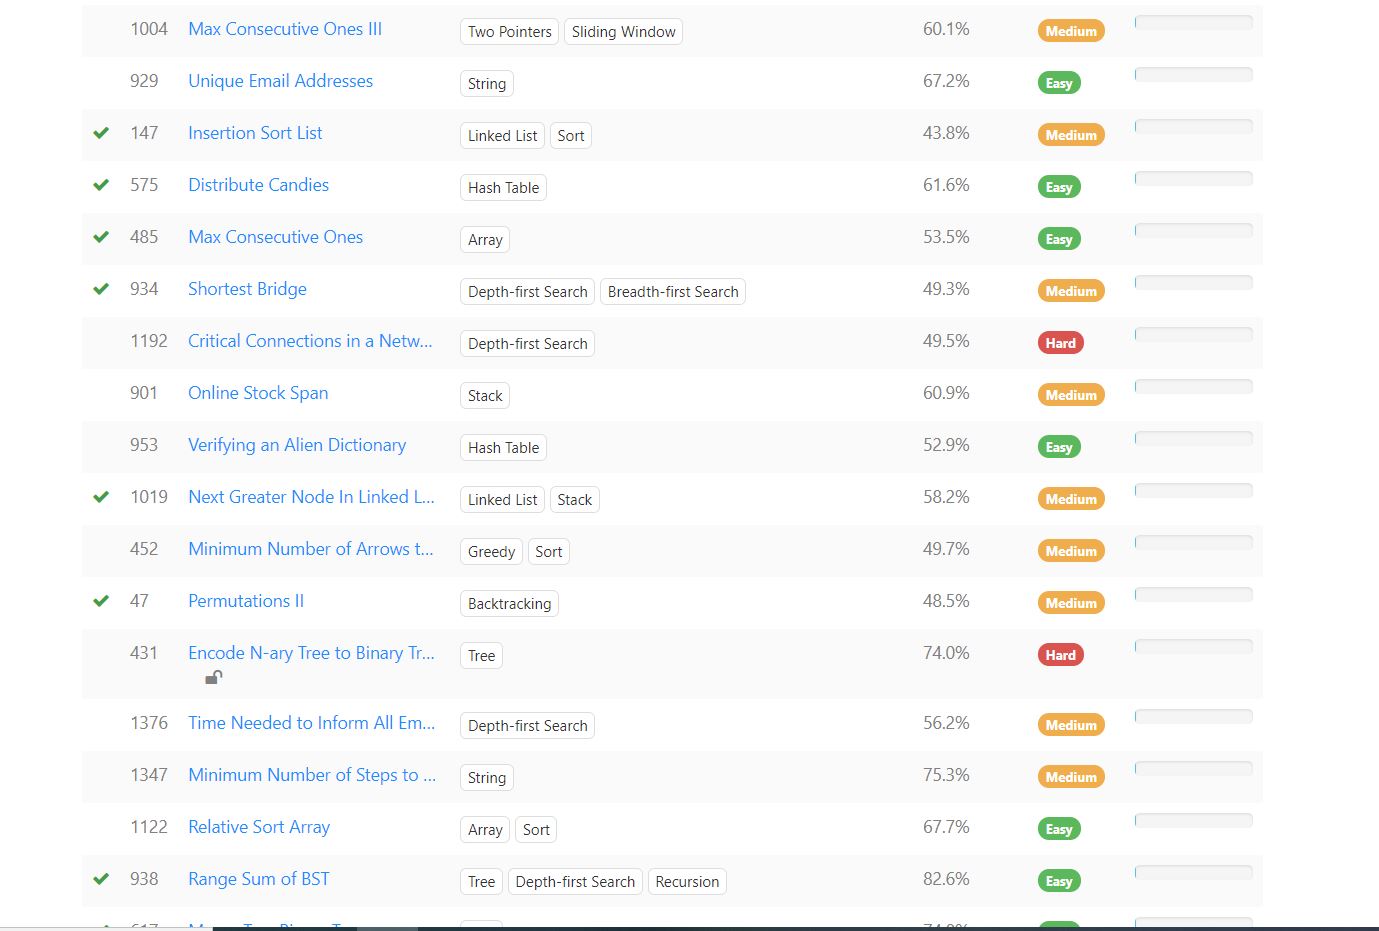 1004 Max Consecutive Ones III Two Pointers Sliding Window 60.1% Medium
929 Unique Email Addresses String 67.2% Easy
147 Insertion Sort List Linked List Sort 43.8% Medium
575 Distribute Candies Hash Table 61.6% Easy
485 Max Consecutive Ones Array 53.5% Easy
934 Shortest Bridge Depth-first Search Breadth-first Search 49.3% Medium
1192 Critical Connections in a Netw... Depth-first Search 49.5% Hard
901 Online Stock Span Stack 60.9% Medium
953 Verifying an Alien Dictionary Hash Table 52.9% Easy
1019 Next Greater Node In Linked L... Linked List Stack 58.2% Medium
452 Minimum Number of Arrows t... Greedy Sort 49.7% Medium
47 Permutations II Backtracking 48.5% Medium
431 Encode N-ary Tree to Binary Tr... Tree 74.0% Hard
1376 Time Needed to Inform All Em... Depth-first Search 56.2% Medium
1347 Minimum Number of Steps to ... String 75.3% Medium
1122 Relative Sort Array Array Sort 67.7% Easy
938 Range Sum of BST Tree Depth-first Search Recursion 82.6% Easy